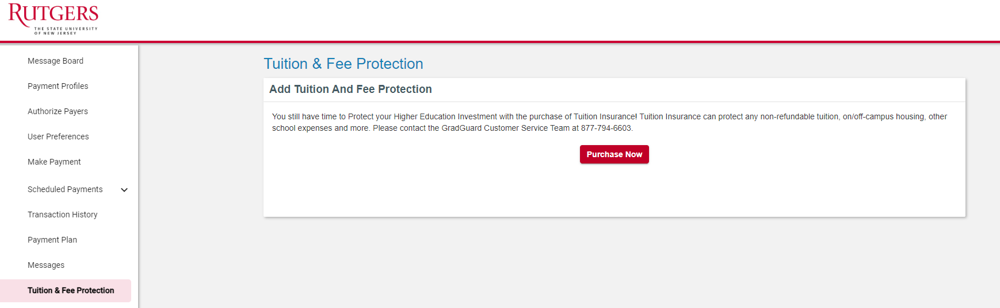 RUTGERS
THE STATE UNIVERSITY
OF NEW JERSEY
Message Board
Payment Profiles
Authorize Payers
User Preferences
Make Payment
Scheduled Payments
Transaction History
Payment Plan
Messages
Tuition & Fee Protection
Tuition & Fee Protection
Add Tuition And Fee Protection
You still have time to Protect your Higher Education Investment with the purchase of Tuition Insurance! Tuition Insurance can protect any non-refundable tuition, on/off-campus housing, other
school expenses and more. Please contact the GradGuard Customer Service Team at 877-794-6603.
Purchase Now